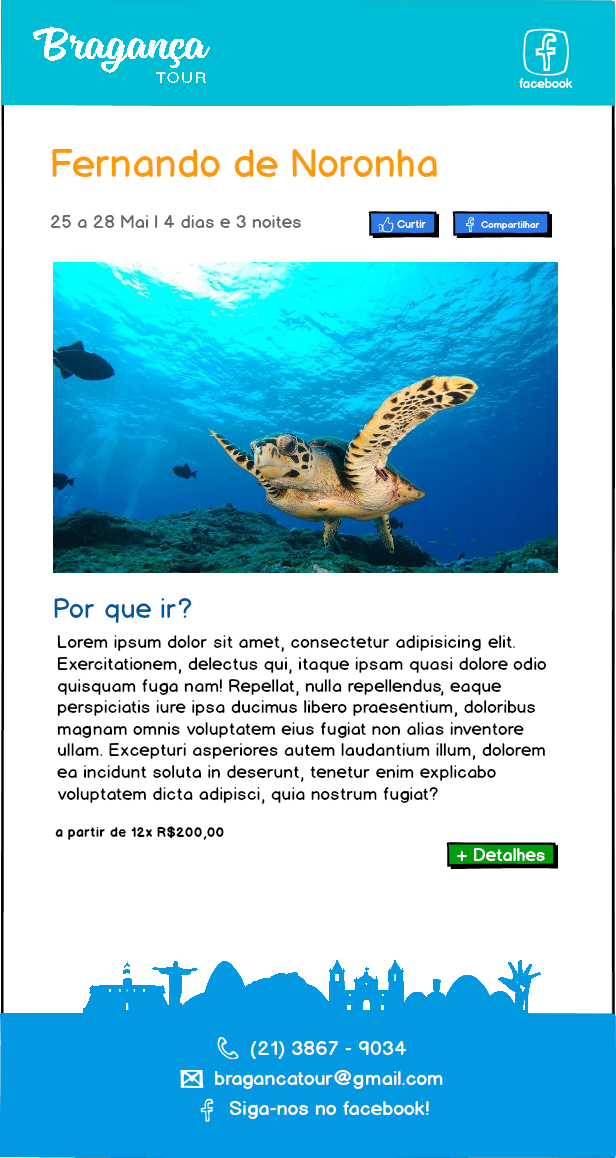 Bragança
TOUR
facebook
Fernando de Noronha
25 a 28 Mai | 4 dias e 3 noites
Curtir
Compartilhar
Por que ir?
Lorem ipsum dolor sit amet, consectetur adipisicing elit.
Exercitationem, delectus qui, itaque ipsam quasi dolore odio
quisquam fuga nam! Repellat, nulla repellendus, eaque
perspiciatis iure ipsa ducimus libero praesentium, doloribus
magnam omnis voluptatem eius fugiat non alias inventore
ullam. Excepturi asperiores autem laudantium illum, dolorem
ea incidunt soluta in deserunt, tenetur enim explicabo
voluptatem dicta adipisci, quia nostrum fugiat?
a partir de 12x R$200,00
+ Detalhes
(21) 3867 - 9034
bragancatour@gmail.com
Siga-nos no facebook!